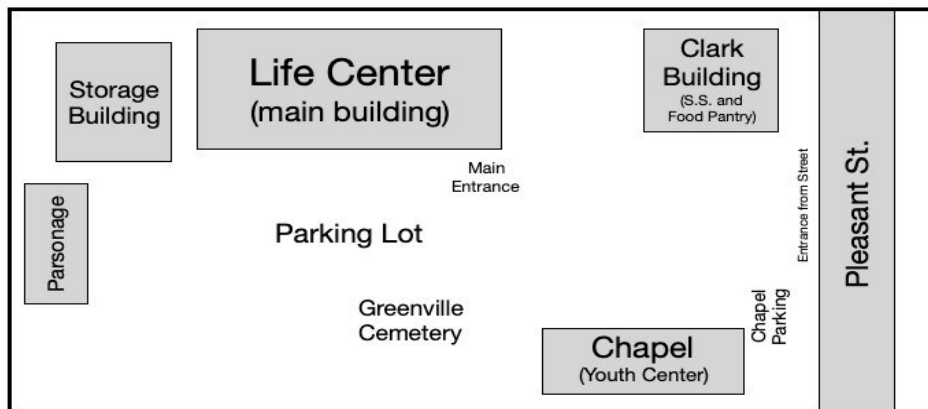 Storage
Building
Life Center
(main building)
Clark
Building
(S.S. and
Food Pantry)
Main
Entrance
Entrance from Street
Pleasant St.
Parsonage
Parking Lot
Greenville
Cemetery
Chapel
Parking
Chapel
(Youth Center)